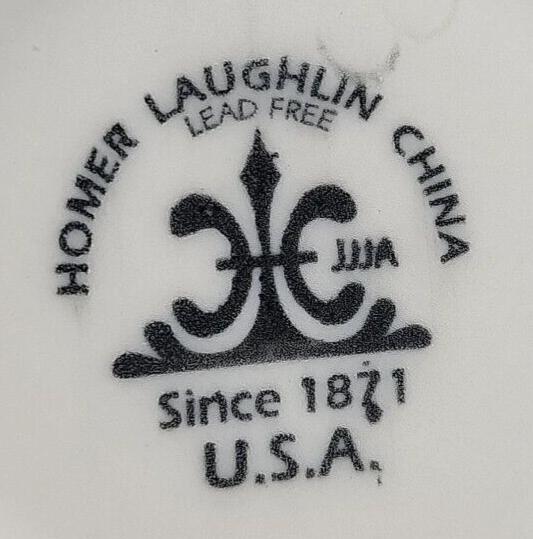 HOMER LAUGHLIN CHINA
LEAD FREE
JJJA
Since 1871
U.S.A.